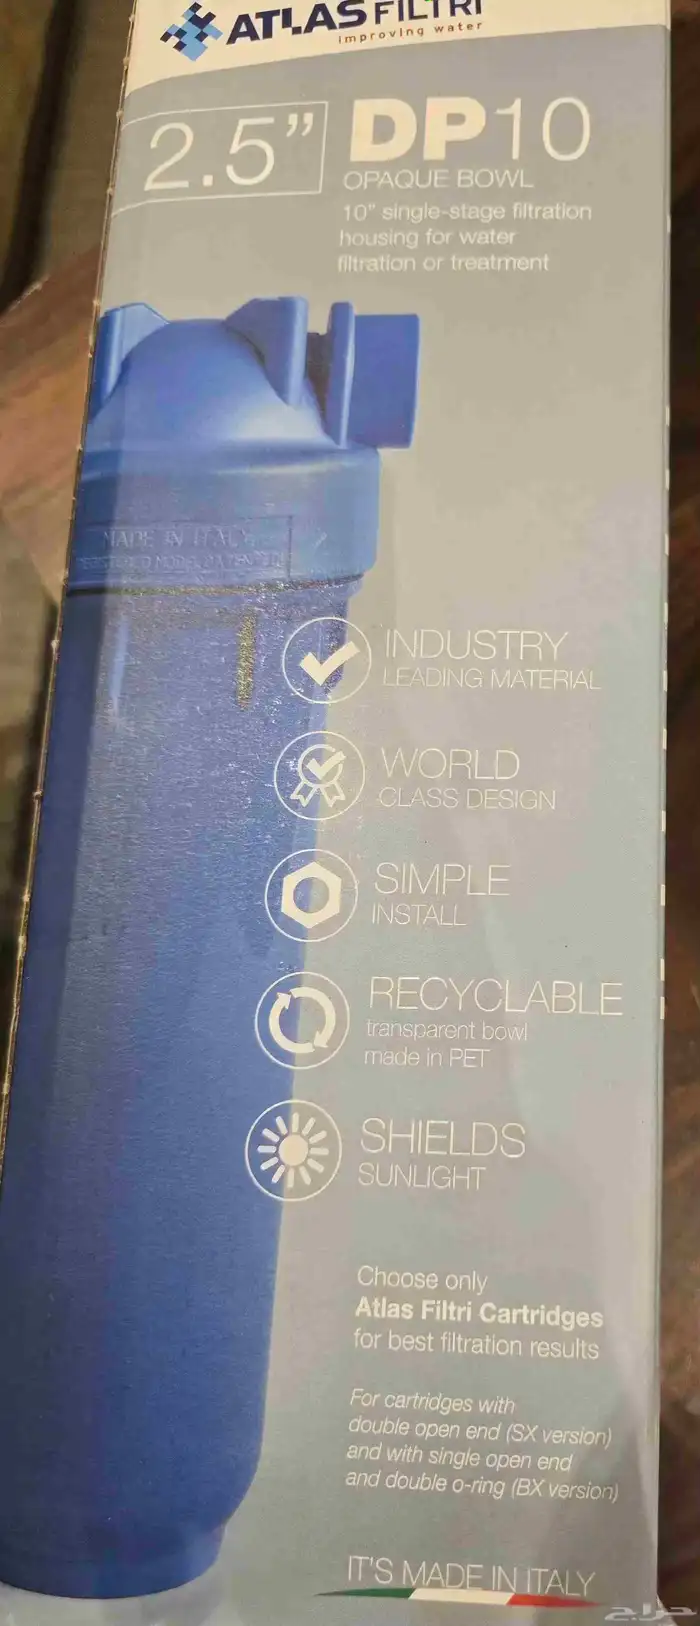 ATLAS FILTRI
improving water
2.5” DP10
OPAQUE BOWL
10” single-stage filtration
housing for water
filtration or treatment
MADE IN ITALY
INDUSTRY
LEADING MATERIAL
WORLD
CLASS DESIGN
SIMPLE
INSTALL
RECYCLABLE
transparent bowl
made in PET
SHIELDS
SUNLIGHT
Choose only
Atlas Filtri Cartridges
for best filtration results
For cartridges with
double open end (SX version)
and with single open end
and double o-ring (BX version)
IT'S MADE IN ITALY
حراج